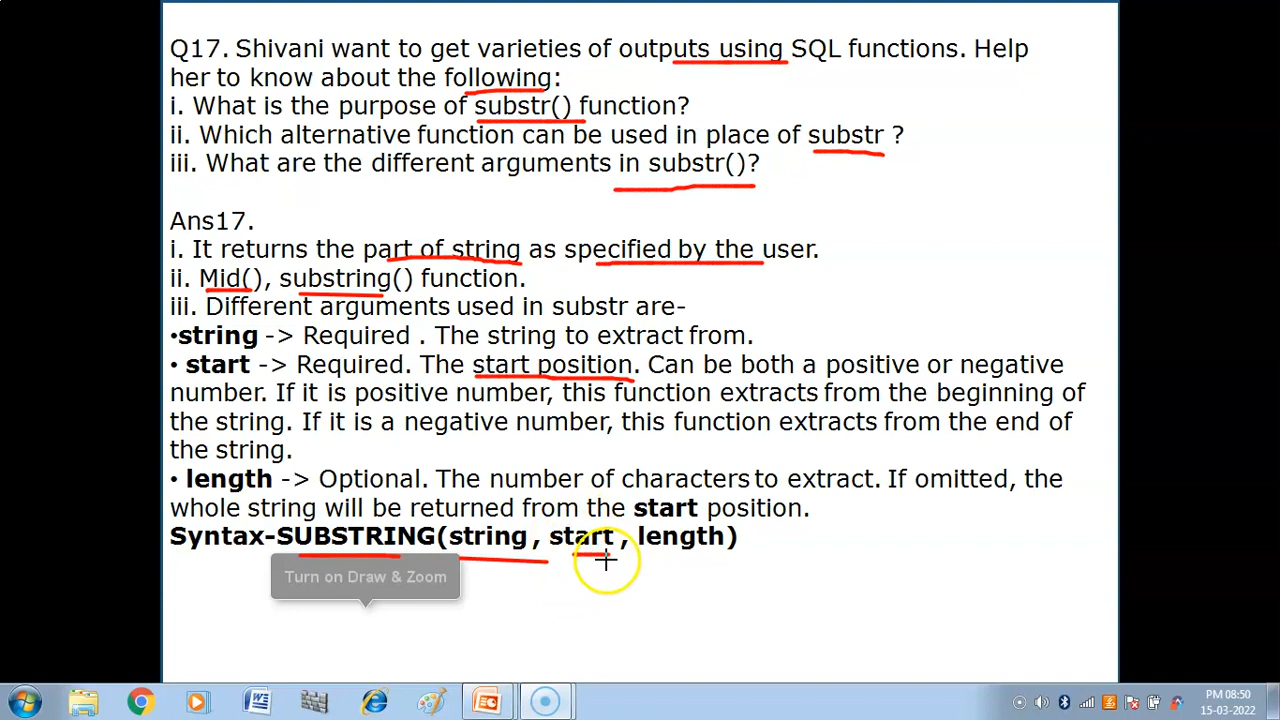 Q17. Shivani want to get varieties of outputs using SQL functions. Help
her to know about the following:
i. What is the purpose of substr() function?
ii. Which alternative function can be used in place of substr ?
iii. What are the different arguments in substr()?
Ans17.
i. It returns the part of string as specified by the user.
ii. Mid(), substring() function.
iii. Different arguments used in substr are-
•string -> Required . The string to extract from.
• start -> Required. The start position. Can be both a positive or negative
number. If it is positive number, this function extracts from the beginning of
the string. If it is a negative number, this function extracts from the end of
the string.
• length -> Optional. The number of characters to extract. If omitted, the
whole string will be returned from the start position.
Syntax-SUBSTRING(string , start , length)
Turn on Draw & Zoom
PM 08:50
15-03-2022